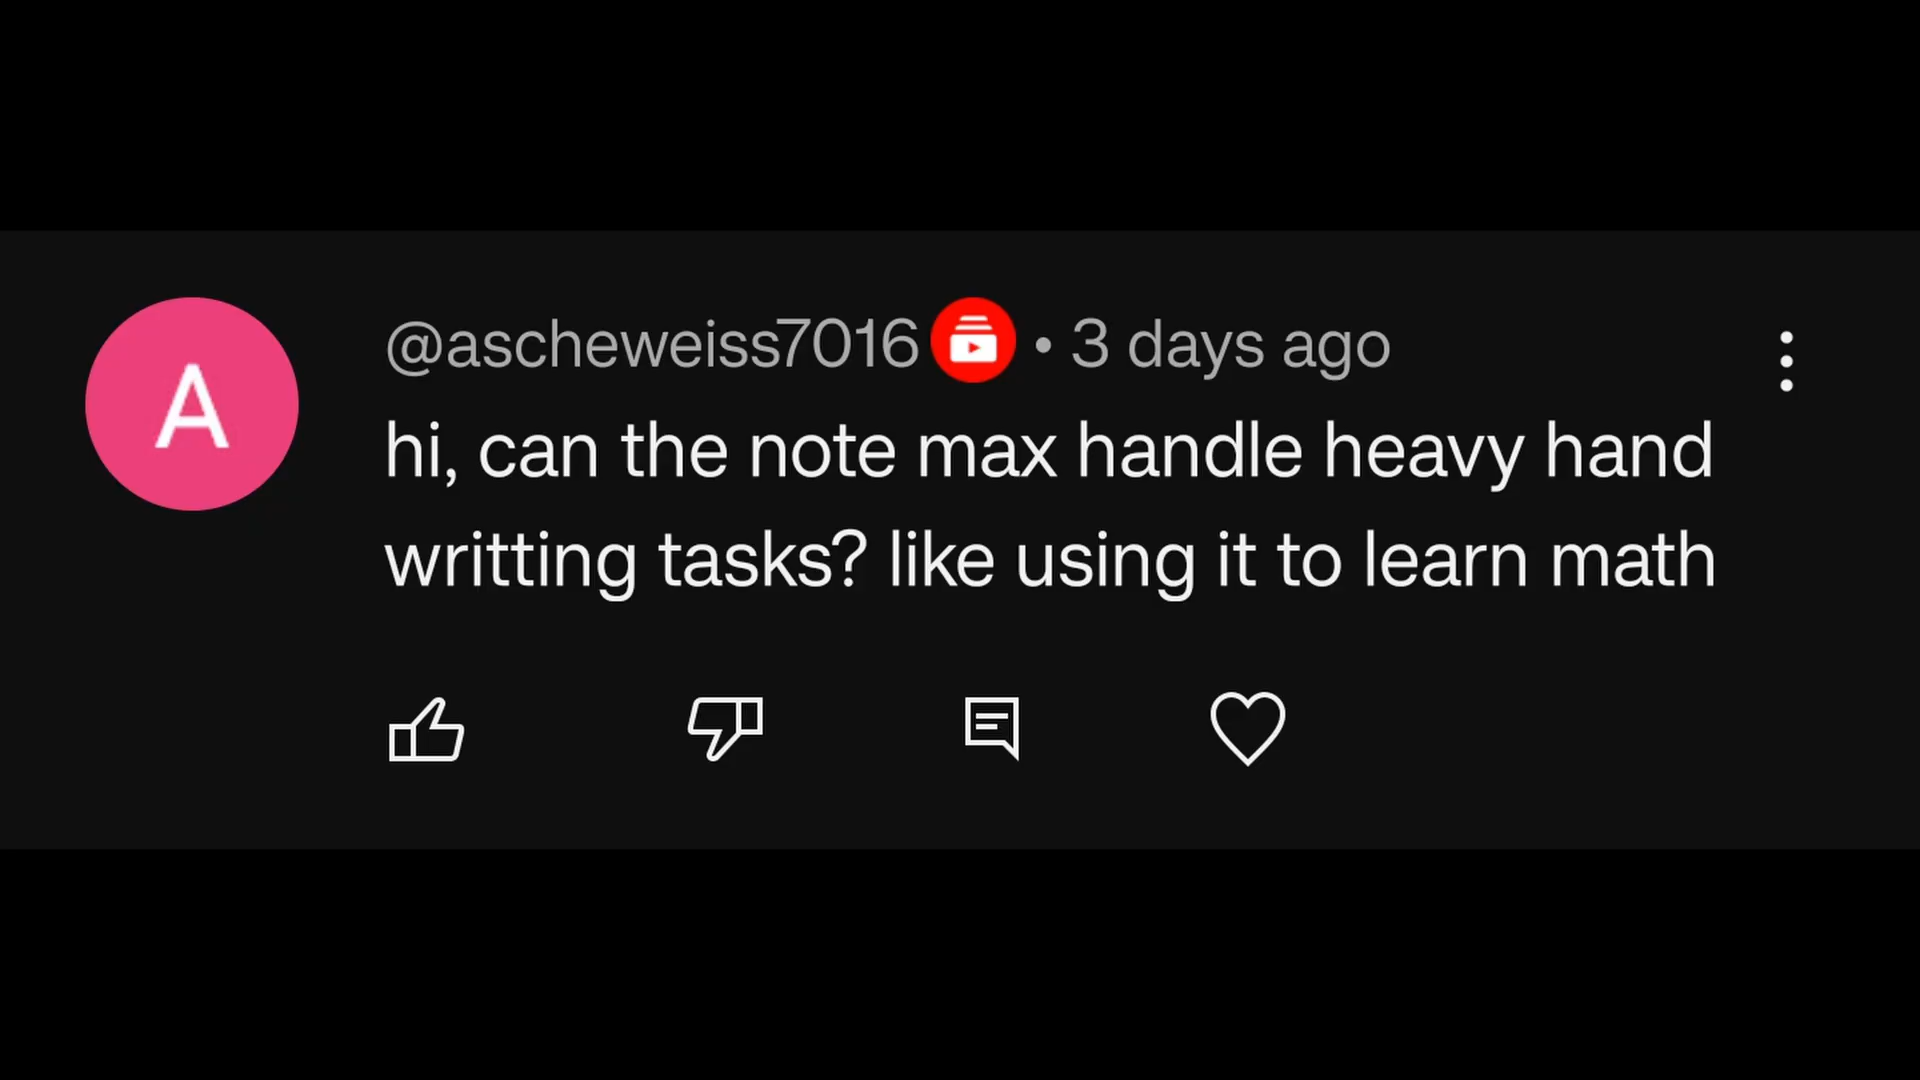 A
@ascheweiss7016 • 3 days ago
hi, can the note max handle heavy hand
writting tasks? like using it to learn math